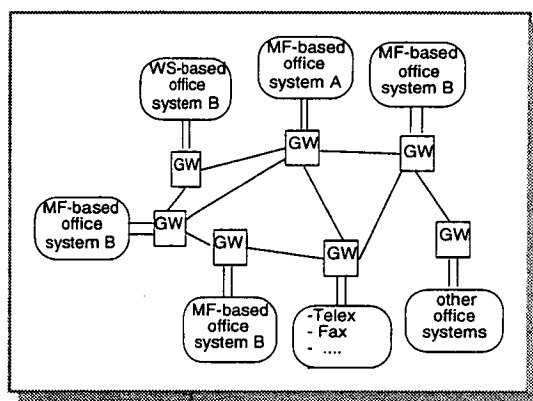 WS-based
office
system B
MF-based
office
system A
MF-based
office
system B
GW
GW
GW
MF-based
office
system B
GW
GW
GW
GW
MF-based
office
system B
-Telex
- Fax
- ....
other
office
systems